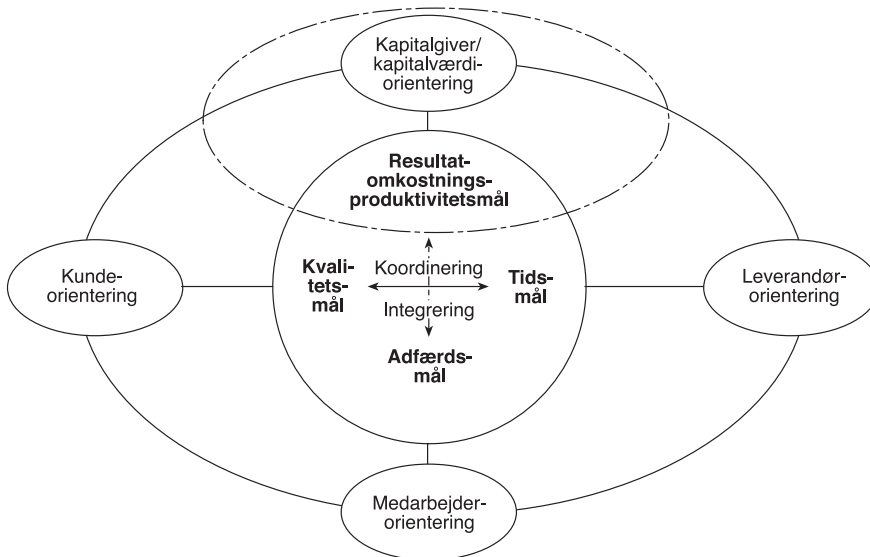 Kapitalgiver/
kapitalværdi-
orientering
Resultat-
omkostnings-
produktivitetsmål
Kunde-
orientering
Kvali-
tets-
mål
Koordinering
Integrering
Tids-
mål
Leverandør-
orientering
Adfærds-
mål
Medarbejder-
orientering